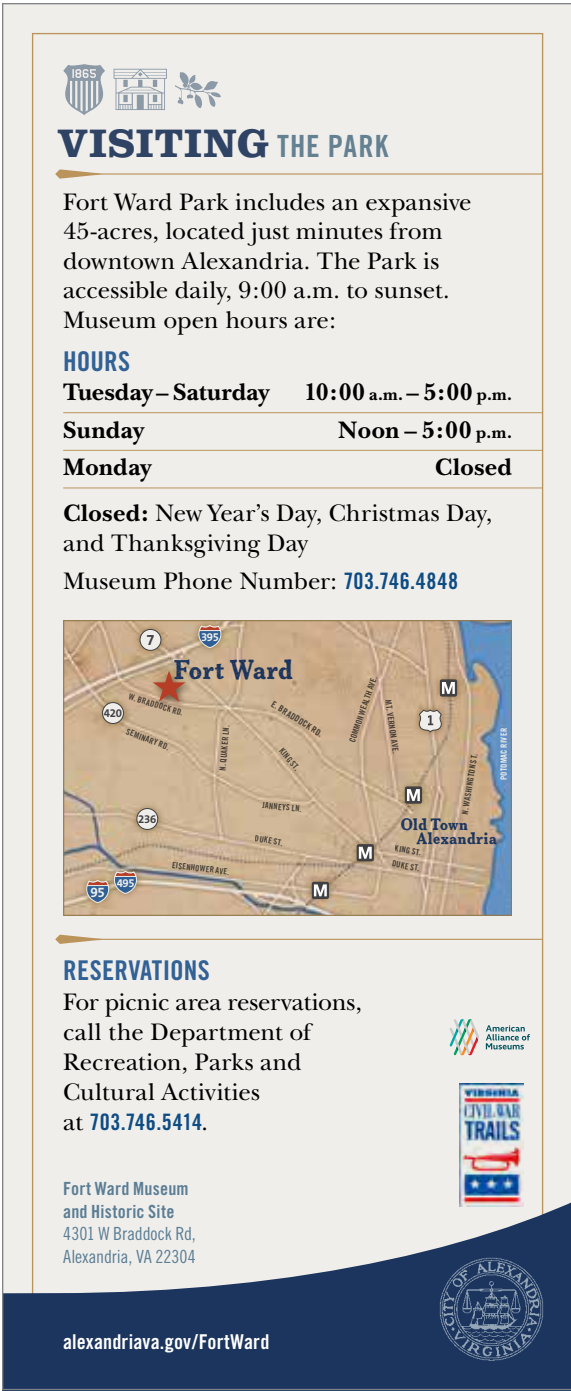 1865
VISITING THE PARK
Fort Ward Park includes an expansive
45-acres, located just minutes from
downtown Alexandria. The Park is
accessible daily, 9:00 a.m. to sunset.
Museum open hours are:
HOURS
Tuesday – Saturday 10:00 a.m. – 5:00 p.m.
Sunday Noon – 5:00 p.m.
Monday Closed
Closed: New Year's Day, Christmas Day,
and Thanksgiving Day
Museum Phone Number: 703.746.4848
7
395
Fort Ward
W. BRADDOCK RD.
420
SEMINARY RD.
N. QUAKER LN.
E. BRADDOCK RD.
KING ST.
COMMONWEALTH AVE.
MT. VERNON AVE.
M
1
POTOMAC RIVER
N. WASHINGTON ST.
M
JANNEYS LN.
236
Old Town
Alexandria
DUKE ST.
M
KING ST.
DUKE ST.
EISENHOWER AVE.
95
495
M
RESERVATIONS
For picnic area reservations,
call the Department of
Recreation, Parks and
Cultural Activities
at 703.746.5414.
American
Alliance of
Museums
VIRGINIA
CIVIL WAR
TRAILS
Fort Ward Museum
and Historic Site
4301 W Braddock Rd,
Alexandria, VA 22304
CITY OF ALEXANDRIA
VIRGINIA
alexandriava.gov/FortWard